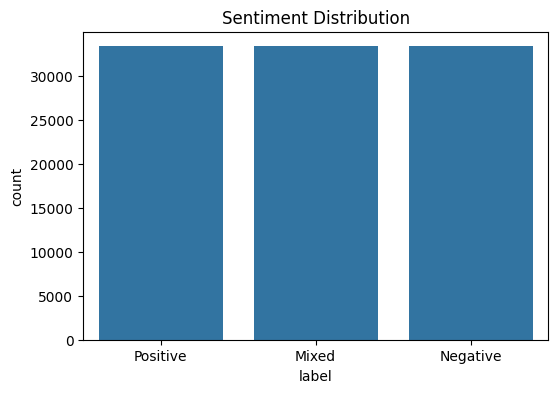 Sentiment Distribution
30000
25000
20000
15000
10000
5000
0
count
Positive Mixed Negative
label